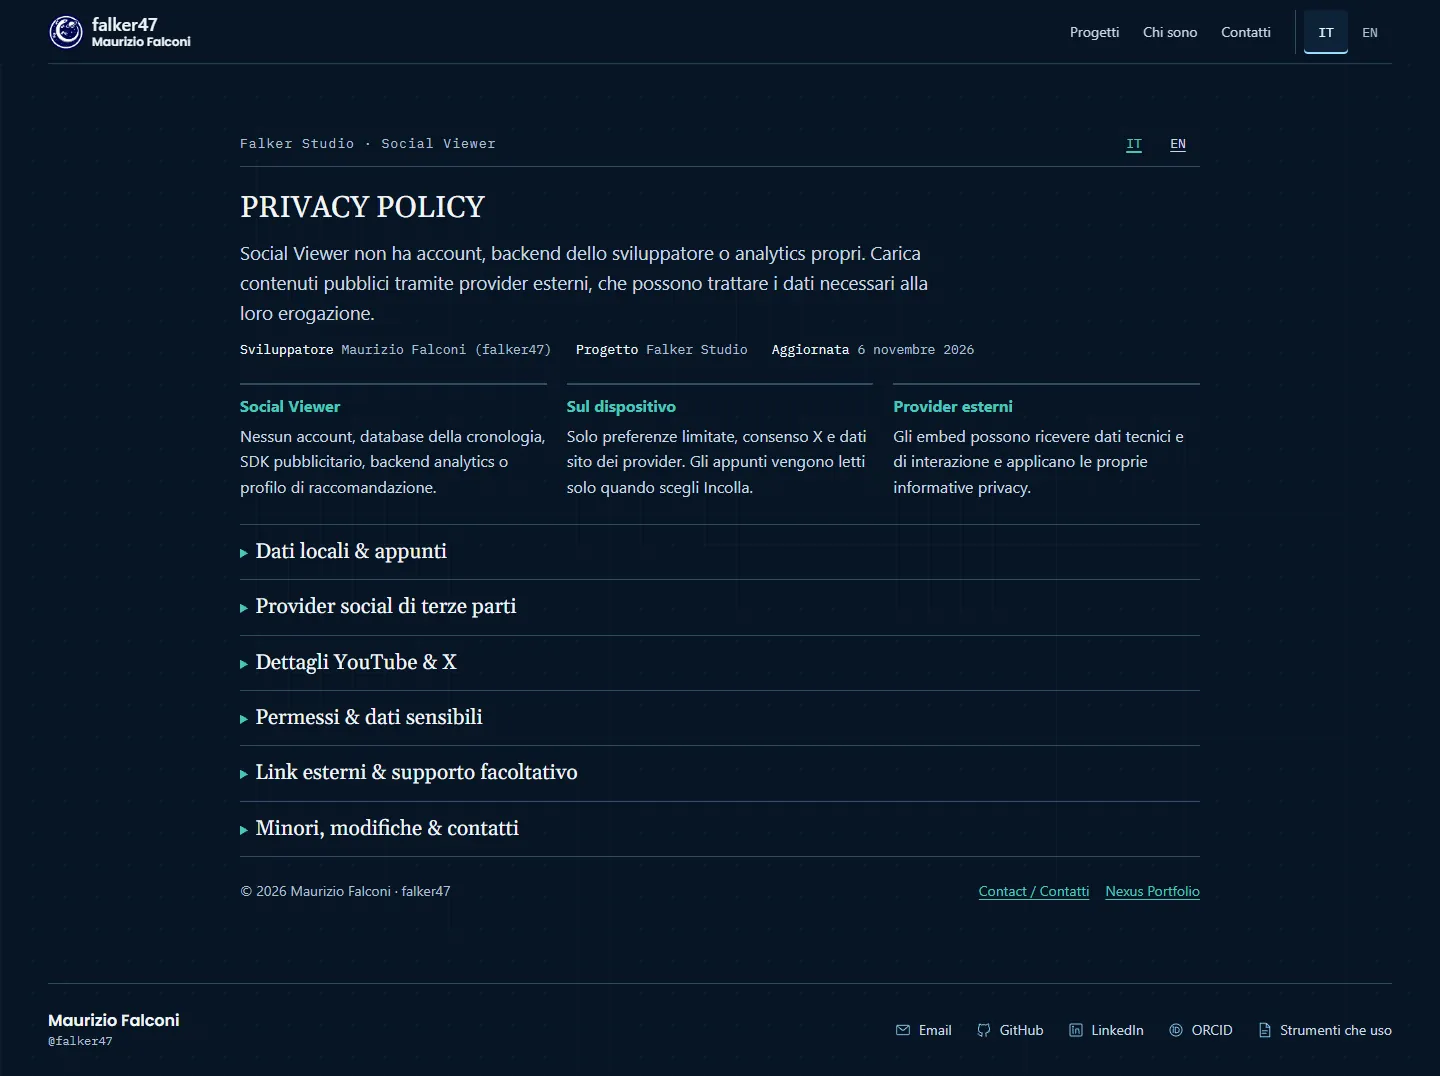 falker47
Maurizio Falconi
Progetti
Chi sono
Contatti
IT
EN
Falker Studio · Social Viewer
IT
EN
PRIVACY POLICY
Social Viewer non ha account, backend dello sviluppatore o analytics propri. Carica
contenuti pubblici tramite provider esterni, che possono trattare i dati necessari alla
loro erogazione.
Sviluppatore Maurizio Falconi (falker47) Progetto Falker Studio Aggiornata 6 novembre 2026
Social Viewer
Nessun account, database della cronologia,
SDK pubblicitario, backend analytics o
profilo di raccomandazione.
Sul dispositivo
Solo preferenze limitate, consenso X e dati
sito dei provider. Gli appunti vengono letti
solo quando scegli Incolla.
Provider esterni
Gli embed possono ricevere dati tecnici e
di interazione e applicano le proprie
informative privacy.
Dati locali & appunti
Provider social di terze parti
Dettagli YouTube & X
Permessi & dati sensibili
Link esterni & supporto facoltativo
Minori, modifiche & contatti
© 2026 Maurizio Falconi · falker47
Contact / Contatti
Nexus Portfolio
Maurizio Falconi
@falker47
Email
GitHub
LinkedIn
ORCID
Strumenti che uso